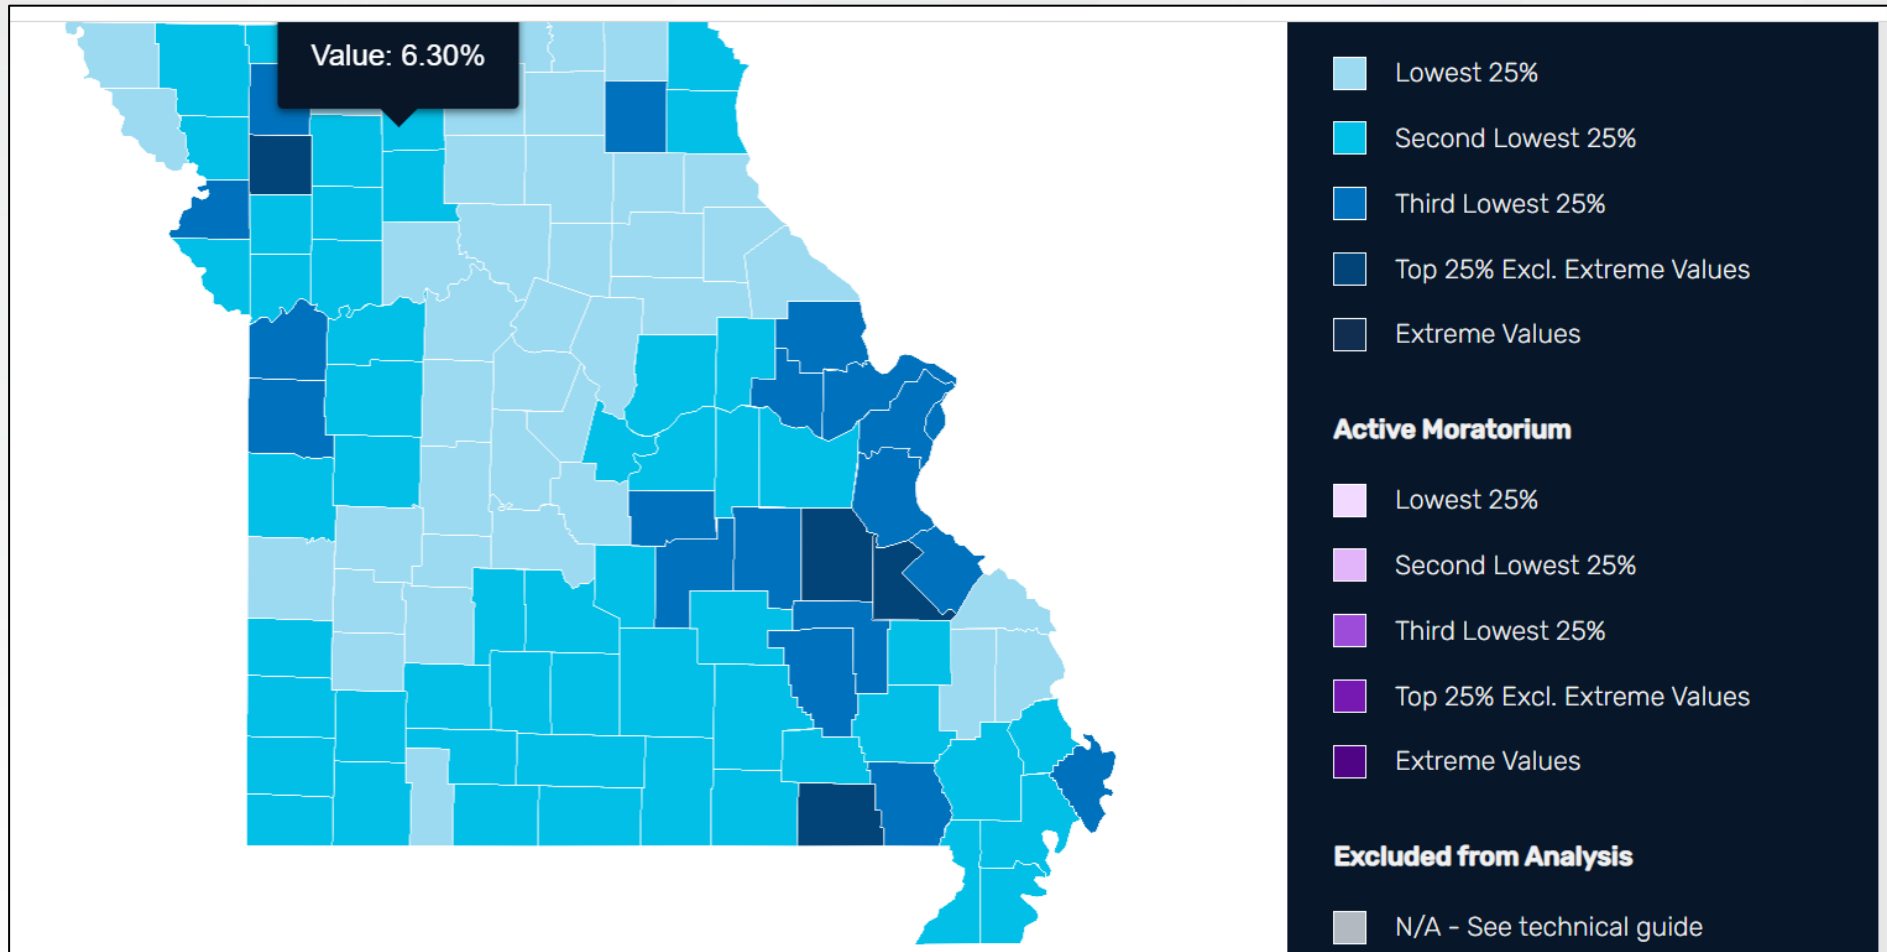 Value: 6.30%
Lowest 25%
Second Lowest 25%
Third Lowest 25%
Top 25% Excl. Extreme Values
Extreme Values
Active Moratorium
Lowest 25%
Second Lowest 25%
Third Lowest 25%
Top 25% Excl. Extreme Values
Extreme Values
Excluded from Analysis
N/A - See technical guide